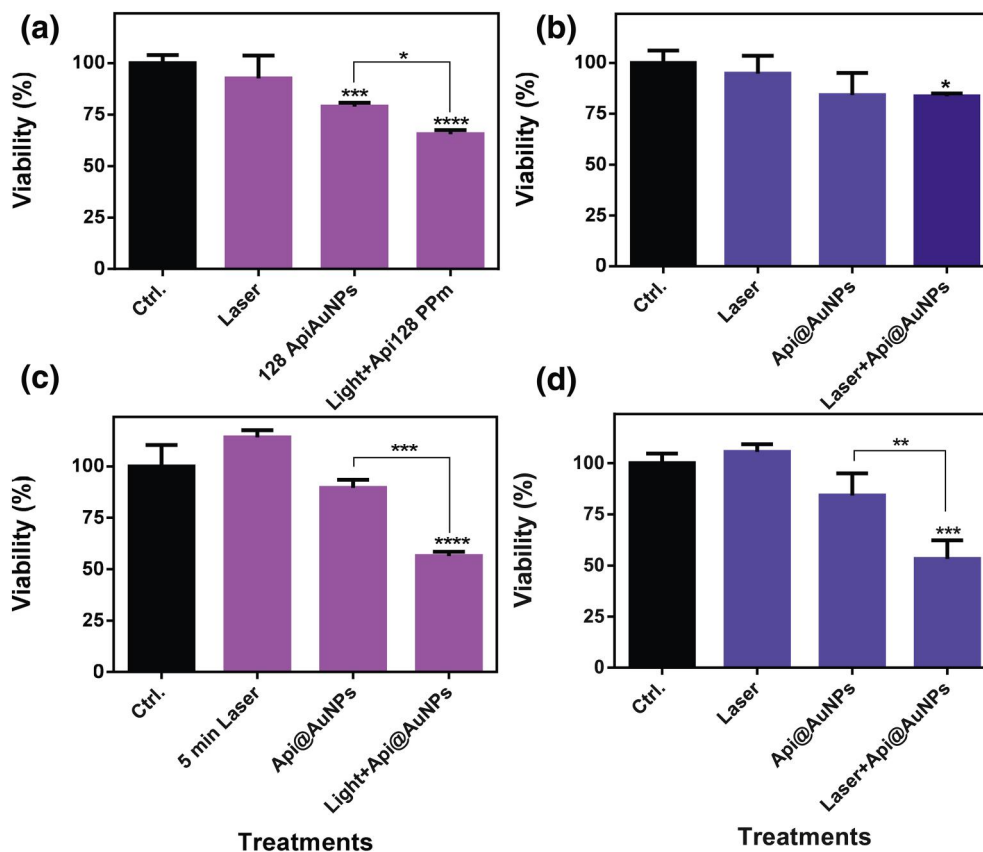 (a)
Viability (%)
100
75
50
25
0
*
***
****
Ctrl.
Laser
128 ApiAuNPs
Light+Api128 PPm
(b)
Viability (%)
100
75
50
25
0
*
Ctrl.
Laser
Api@AuNPs
Laser+Api@AuNPs
(c)
Viability (%)
100
75
50
25
0
***
****
Ctrl.
5 min Laser
Api@AuNPs
Light+Api@AuNPs
Treatments
(d)
Viability (%)
100
75
50
25
0
**
***
Ctrl.
Laser
Api@AuNPs
Laser+Api@AuNPs
Treatments